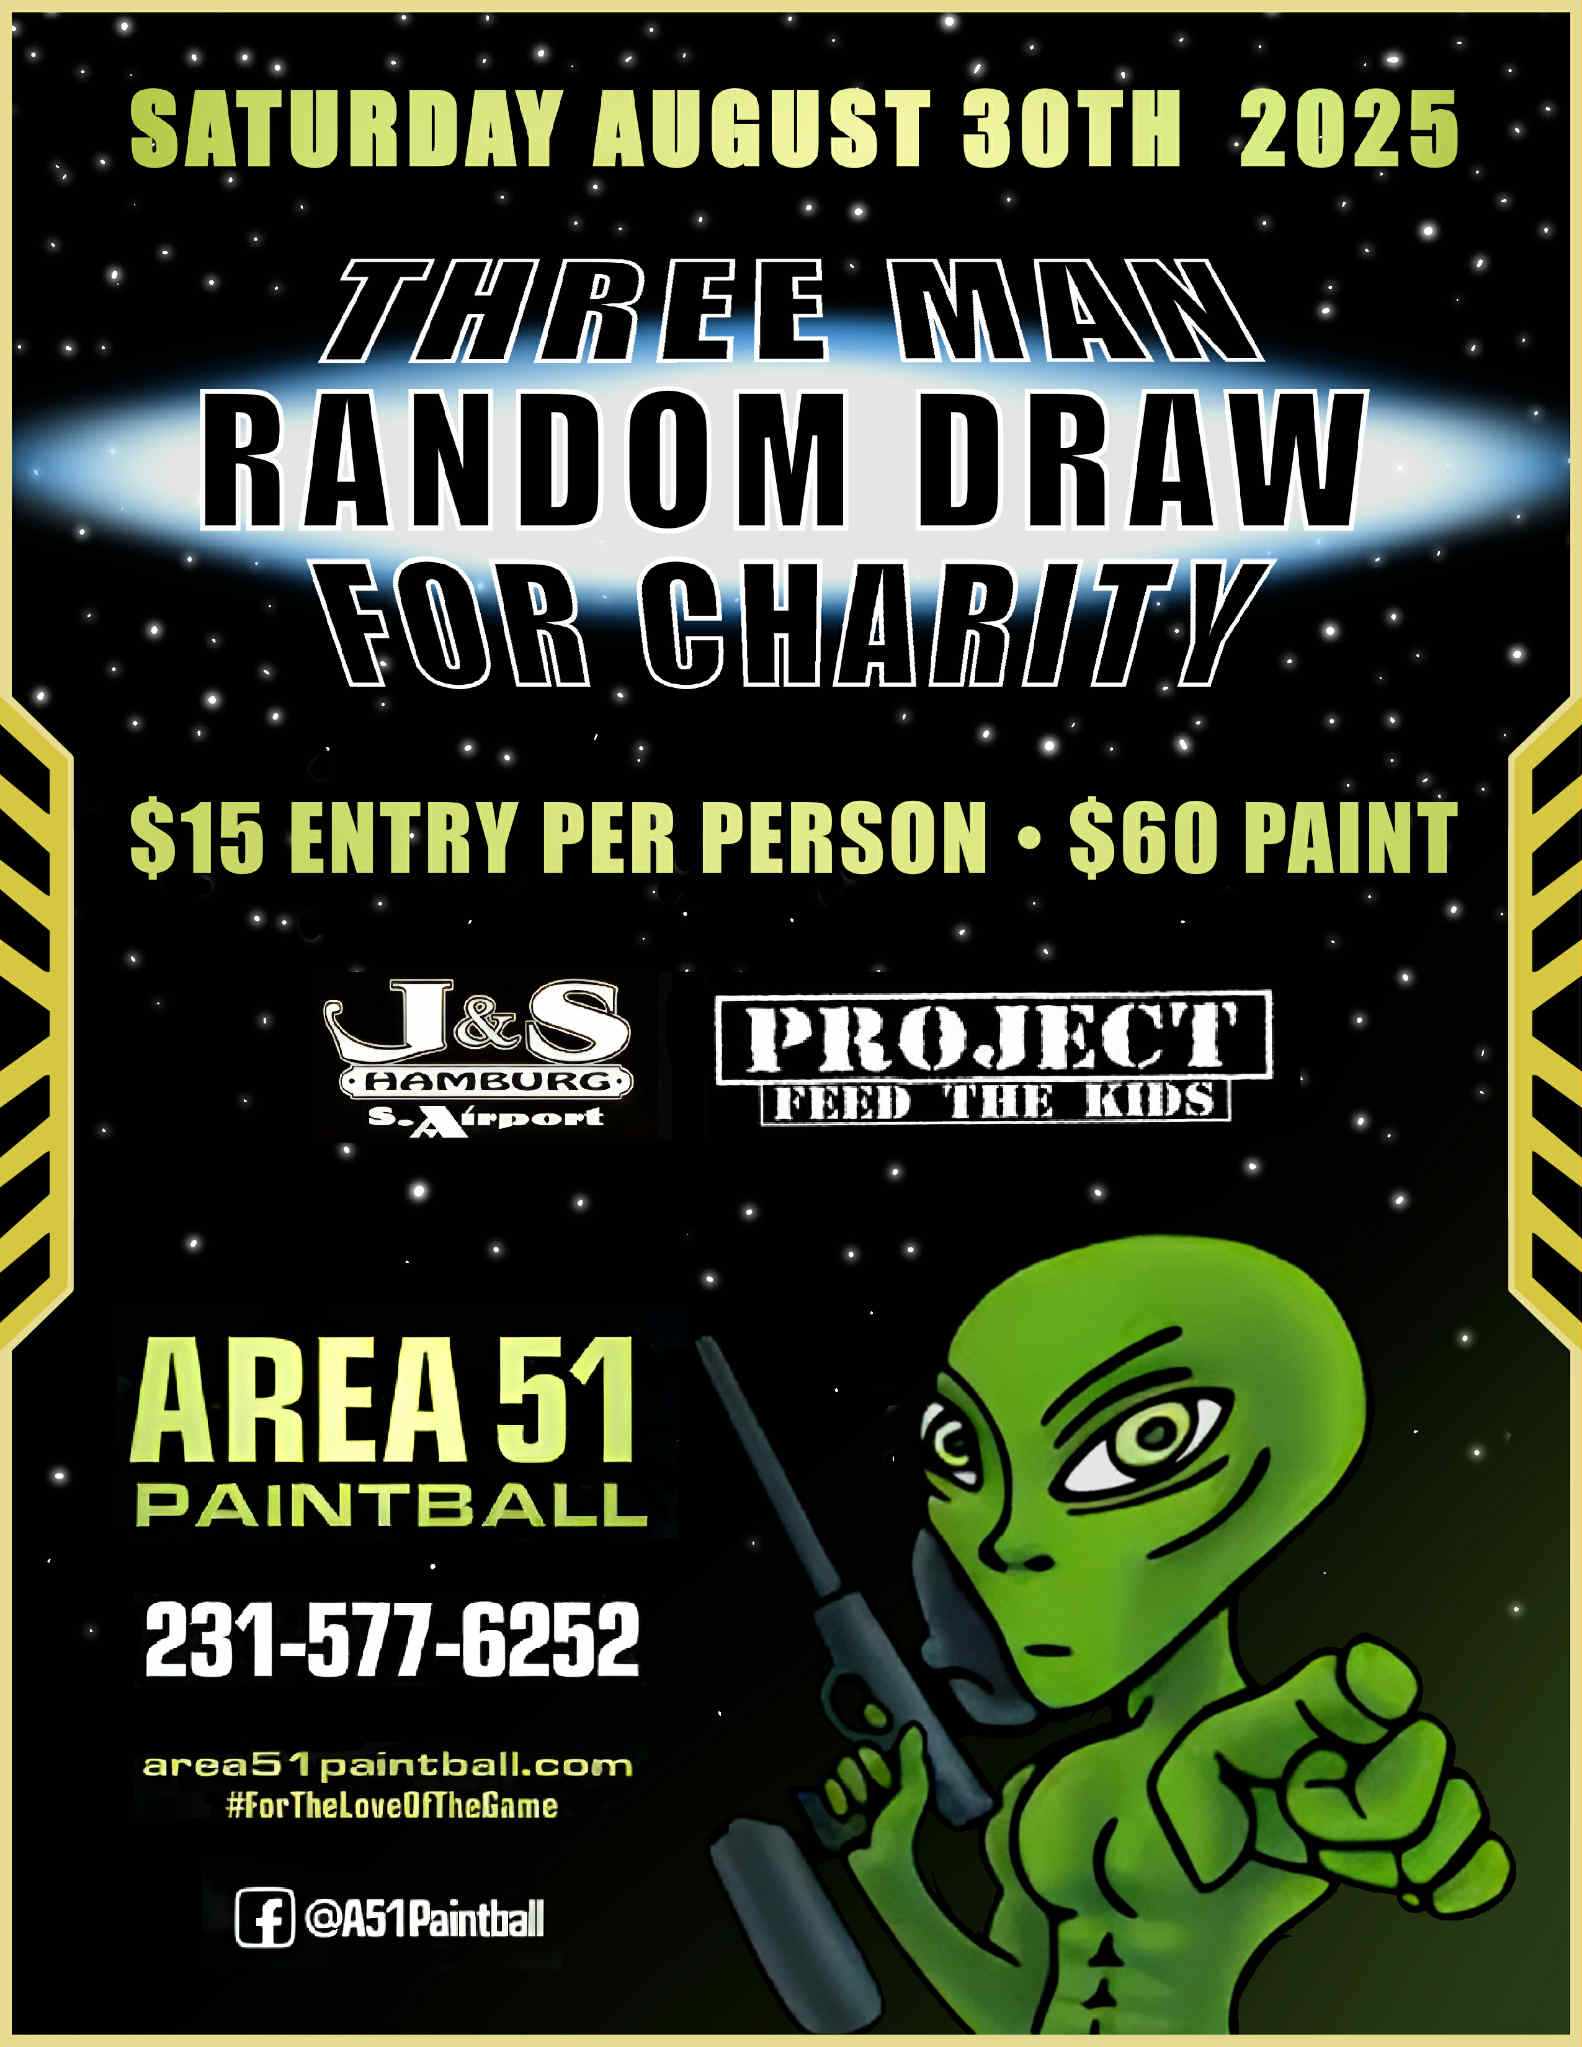 SATURDAY AUGUST 30TH 2025
THREE MAN
RANDOM DRAW
FOR CHARITY
$15 ENTRY PER PERSON • $60 PAINT
J&S
HAMBURG
S. Airport
PROJECT
FEED THE KIDS
AREA 51
PAINTBALL
231-577-6252
area51paintball.com
#ForTheLoveOfTheGame
@A51Paintball